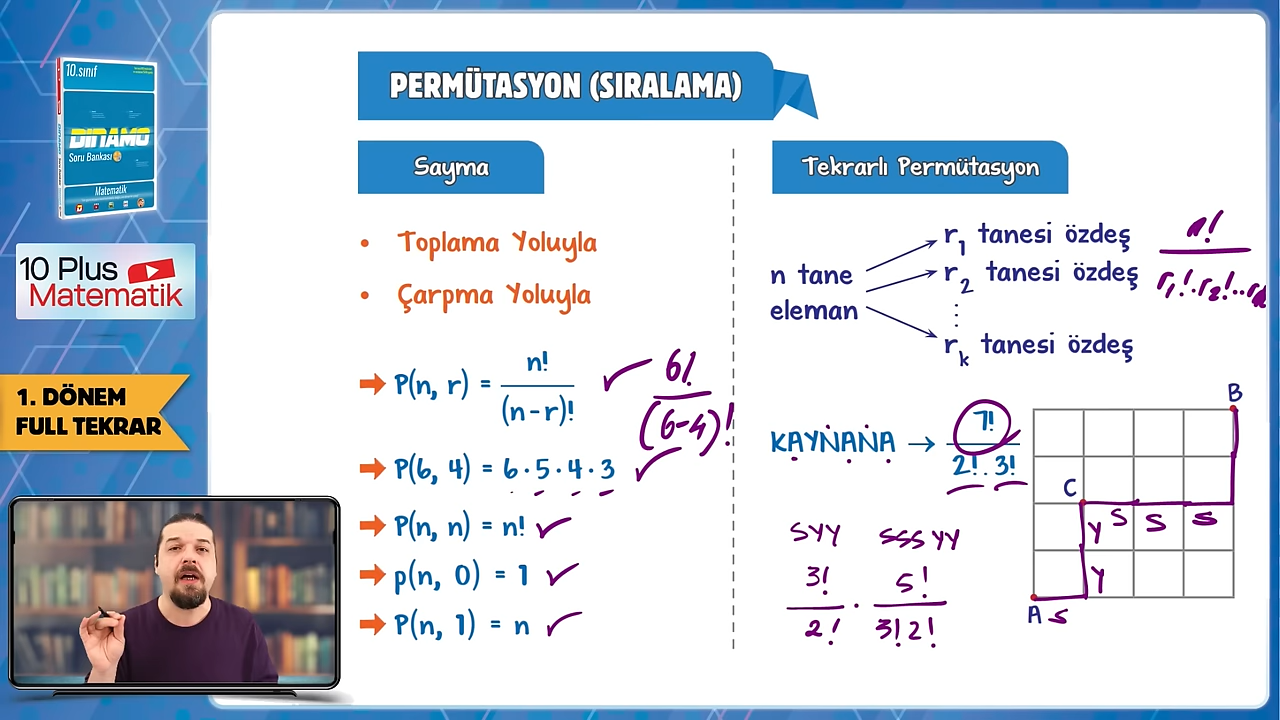 10.sınıf
DİNAMO
Soru Bankası
Matematik
10 Plus
Matematik
1. DÖNEM
FULL TEKRAR
PERMÜTASYON (SIRALAMA)
Sayma
• Toplama Yoluyla
• Çarpma Yoluyla
P(n, r) = n! / (n-r)! ✓ 6! / (6-4)!
P(6, 4) = 6 · 5 · 4 · 3 ✓
P(n, n) = n! ✓
p(n, 0) = 1 ✓
P(n, 1) = n ✓
Tekrarlı Permütasyon
n tane
eleman
r₁ tanesi özdeş
r₂ tanesi özdeş
⋮
rₖ tanesi özdeş
n!
r₁!.r₂!...
KAYNANA → 7! / 2!.3!
SYY SSSYY
3! / 2! · 5! / 3!2!
B
C
Y S S S
Y
A S